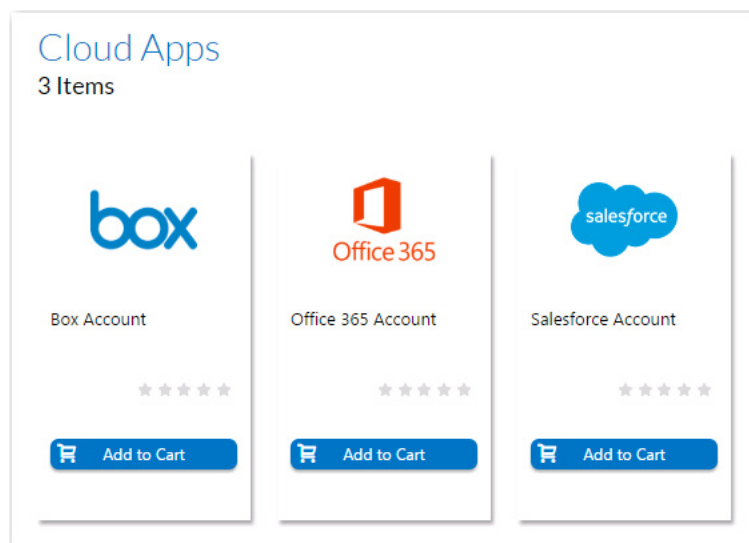 Cloud Apps
3 Items
box
Office 365
salesforce
Box Account
Office 365 Account
Salesforce Account
Add to Cart
Add to Cart
Add to Cart